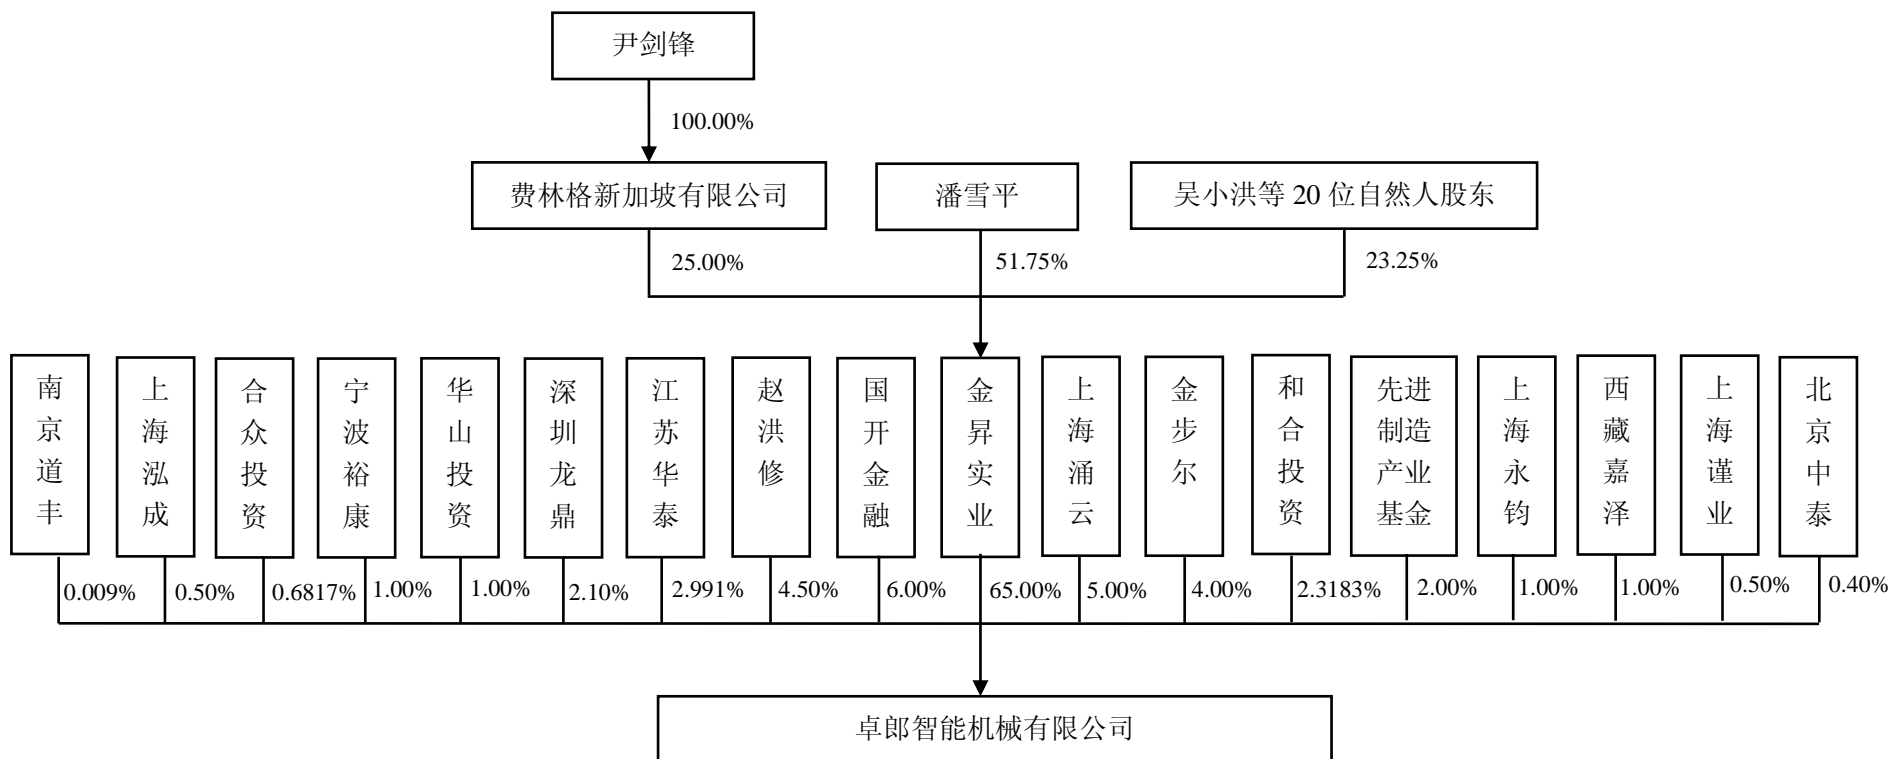 尹剑锋
100.00%
费林格新加坡有限公司
潘雪平
吴小洪等 20 位自然人股东
25.00%
51.75%
23.25%
南京道丰
上海泓成
合众投资
宁波裕康
华山投资
深圳龙鼎
江苏华泰
赵洪修
国开金融
金昇实业
上海涌云
金步尔
和合投资
先进
制造
产业
基金
上海永钧
西藏嘉泽
上海谨业
北京中泰
0.009%
0.50%
0.6817%
1.00%
1.00%
2.10%
2.991%
4.50%
6.00%
65.00%
5.00%
4.00%
2.3183%
2.00%
1.00%
1.00%
0.50%
0.40%
卓郎智能机械有限公司